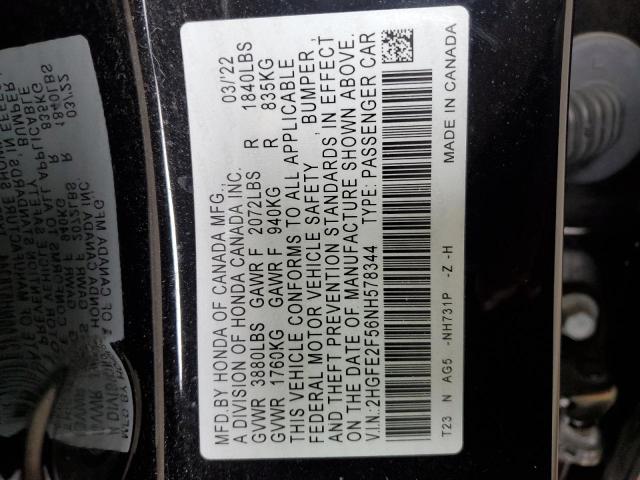 MFD.BY HONDA OF CANADA MFG., 03/'22
A DIVISION OF HONDA CANADA INC.
GVWR 3880LBS GAWR F 2072LBS R 1840LBS
GVWR 1760KG GAWR F 940KG R 835KG
THIS VEHICLE CONFORMS TO ALL APPLICABLE
FEDERAL MOTOR VEHICLE SAFETY, BUMPER,
AND THEFT PREVENTION STANDARDS IN EFFECT
ON THE DATE OF MANUFACTURE SHOWN ABOVE.
V.I.N.:2HGFE2F56NH578344 TYPE: PASSENGER CAR
T23 N AG5 -NH731P -Z -H MADE IN CANADA